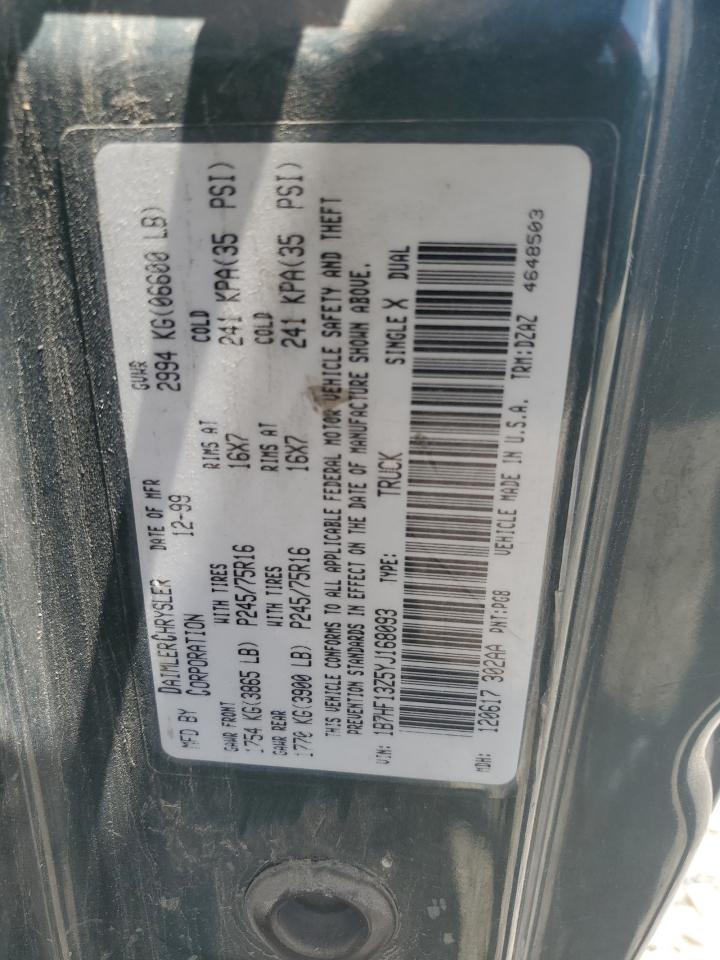 MFD BY DAIMLERCHRYSLER CORPORATION DATE OF MFR 12-99 GVWR 2994 KG(06600 LB)
GAWR FRONT WITH TIRES RIMS AT COLD
1754 KG(3865 LB) P245/75R16 16X7 241 KPA(35 PSI)
GAWR REAR WITH TIRES RIMS AT COLD
1770 KG(3900 LB) P245/75R16 16X7 241 KPA(35 PSI)
THIS VEHICLE CONFORMS TO ALL APPLICABLE FEDERAL MOTOR VEHICLE SAFETY AND THEFT
PREVENTION STANDARDS IN EFFECT ON THE DATE OF MANUFACTURE SHOWN ABOVE.
VIN: 1B7HF13Z5YJ168093 TYPE: TRUCK SINGLE X DUAL
MDH: 120617 302AA PNT:PG8 VEHICLE MADE IN U.S.A. TRM:DZAZ 4648503